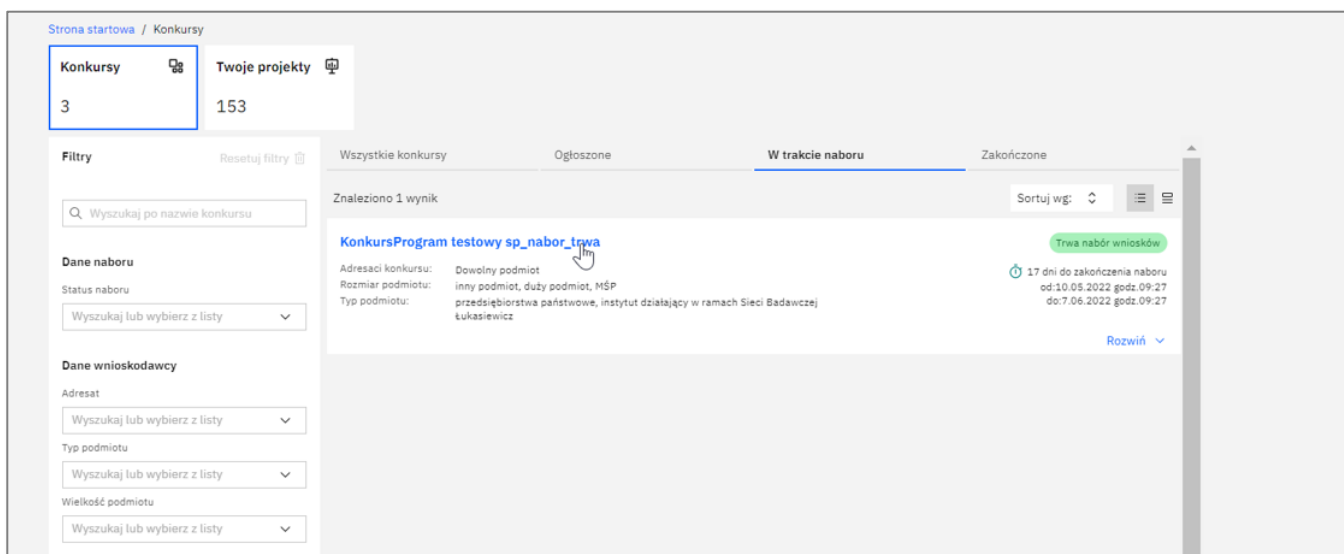 Strona startowa / Konkursy
Konkursy
3
Twoje projekty
153
Filtry
Resetuj filtry
Wyszukaj po nazwie konkursu
Dane naboru
Status naboru
Wyszukaj lub wybierz z listy
Dane wnioskodawcy
Adresat
Wyszukaj lub wybierz z listy
Typ podmiotu
Wyszukaj lub wybierz z listy
Wielkość podmiotu
Wyszukaj lub wybierz z listy
Wszystkie konkursy
Ogłoszone
W trakcie naboru
Zakończone
Znaleziono 1 wynik
Sortuj wg:
KonkursProgram testowy sp_nabor_trwa
Trwa nabór wniosków
Adresaci konkursu: Dowolny podmiot
Rozmiar podmiotu: inny podmiot, duży podmiot, MŚP
Typ podmiotu: przedsiębiorstwa państwowe, instytut działający w ramach Sieci Badawczej
Łukasiewicz
17 dni do zakończenia naboru
od:10.05.2022 godz.09:27
do:7.06.2022 godz.09:27
Rozwiń